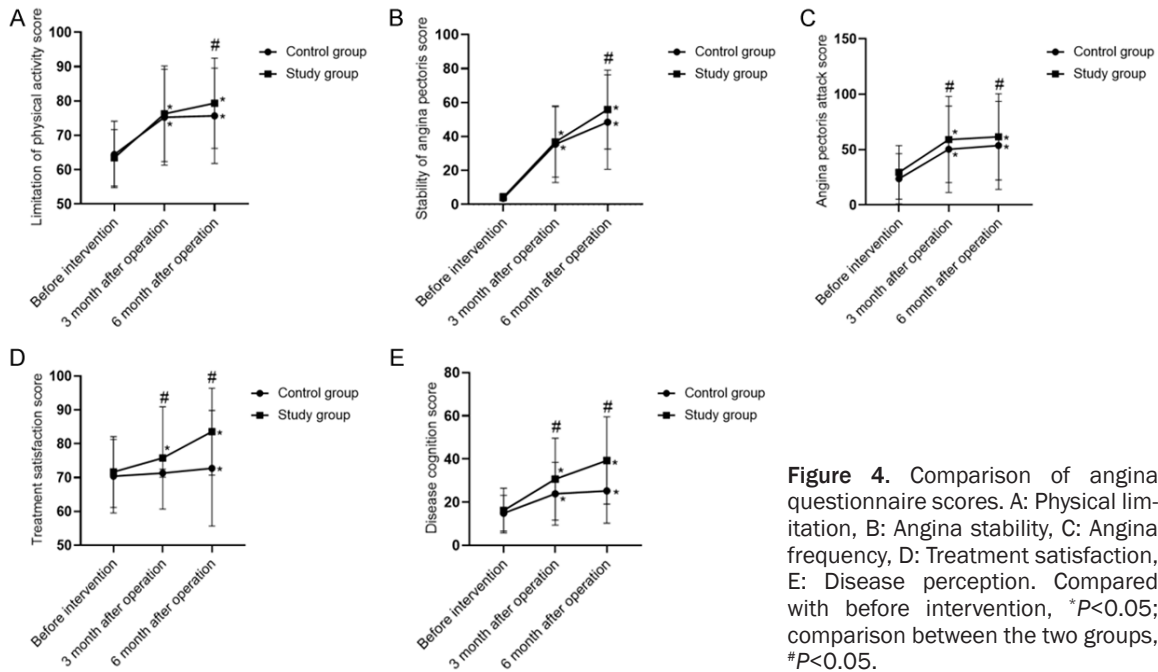 A
Limitation of physical activity score
100
90
80
70
60
50
#
*
*
*
*
Control group
Study group
Before intervention
3 month after operation
6 month after operation
B
Stability of angina pectoris score
100
80
60
40
20
0
#
*
*
*
*
Control group
Study group
Before intervention
3 month after operation
6 month after operation
C
Angina pectoris attack score
150
100
50
0
#
#
*
*
*
*
Control group
Study group
Before intervention
3 month after operation
6 month after operation
D
Treatment satisfaction score
100
90
80
70
60
50
#
#
*
*
*
Control group
Study group
Before intervention
3 month after operation
6 month after operation
E
Disease cognition score
80
60
40
20
0
#
#
*
*
*
*
Control group
Study group
Before intervention
3 month after operation
6 month after operation
Figure 4. Comparison of angina
questionnaire scores. A: Physical lim-
itation, B: Angina stability, C: Angina
frequency, D: Treatment satisfaction,
E: Disease perception. Compared
with before intervention, *P<0.05;
comparison between the two groups,
#P<0.05.